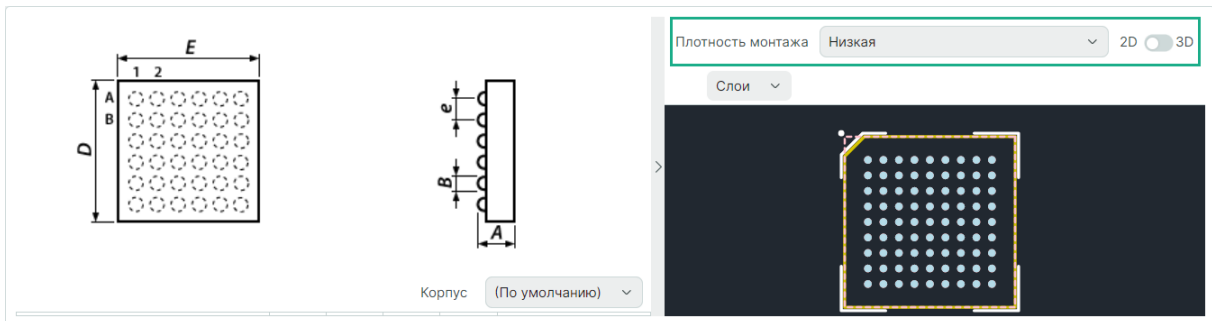 E
1 2
A
B
D
e
B
A
Корпус (По умолчанию)
Плотность монтажа Низкая 2D 3D
Слои